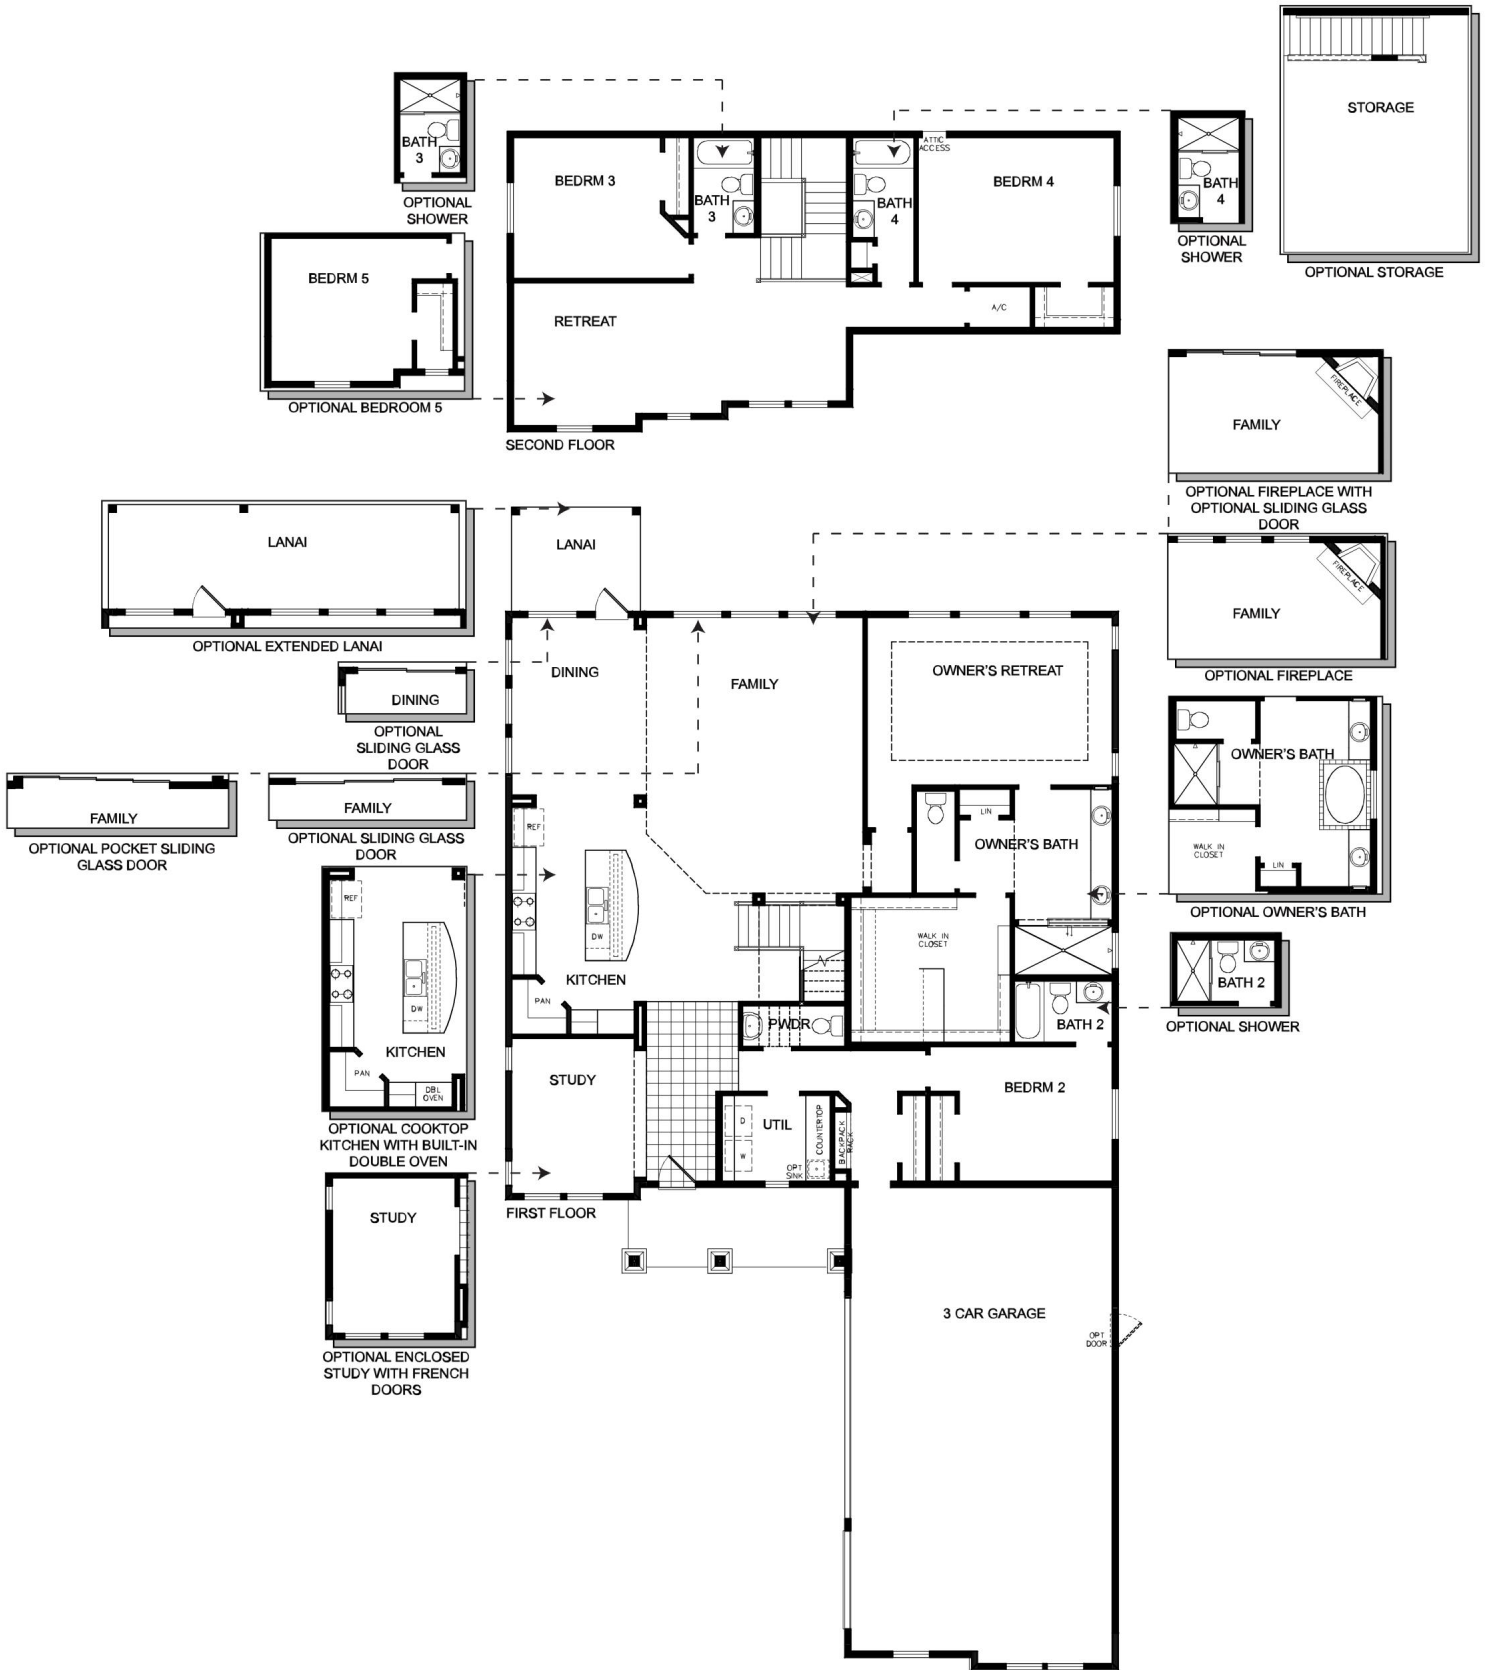 STORAGE
OPTIONAL STORAGE
BATH
3
OPTIONAL
SHOWER
BEDRM 3
BATH
3
BATH
4
ATTIC
ACCESS
BEDRM 4
BATH
4
OPTIONAL
SHOWER
BEDRM 5
OPTIONAL BEDROOM 5
RETREAT
A/C
SECOND FLOOR
FIREPLACE
FAMILY
OPTIONAL FIREPLACE WITH
OPTIONAL SLIDING GLASS
DOOR
LANAI
OPTIONAL EXTENDED LANAI
LANAI
FIREPLACE
FAMILY
OPTIONAL FIREPLACE
DINING
OPTIONAL
SLIDING GLASS
DOOR
DINING
FAMILY
OWNER'S RETREAT
FAMILY
OPTIONAL POCKET SLIDING
GLASS DOOR
FAMILY
OPTIONAL SLIDING GLASS
DOOR
OWNER'S BATH
WALK IN
CLOSET
LIN
OPTIONAL OWNER'S BATH
REF
LIN
OWNER'S BATH
DW
WALK IN
CLOSET
KITCHEN
PAN
REF
DW
KITCHEN
PAN
DBL
OVEN
OPTIONAL COOKTOP
KITCHEN WITH BUILT-IN
DOUBLE OVEN
BATH 2
OPTIONAL SHOWER
PWDR
BATH 2
STUDY
BEDRM 2
D
W
UTIL
COUNTERTOP
OPT
SINK
BACKPACK
RACK
FIRST FLOOR
STUDY
OPTIONAL ENCLOSED
STUDY WITH FRENCH
DOORS
3 CAR GARAGE
OPT
DOOR